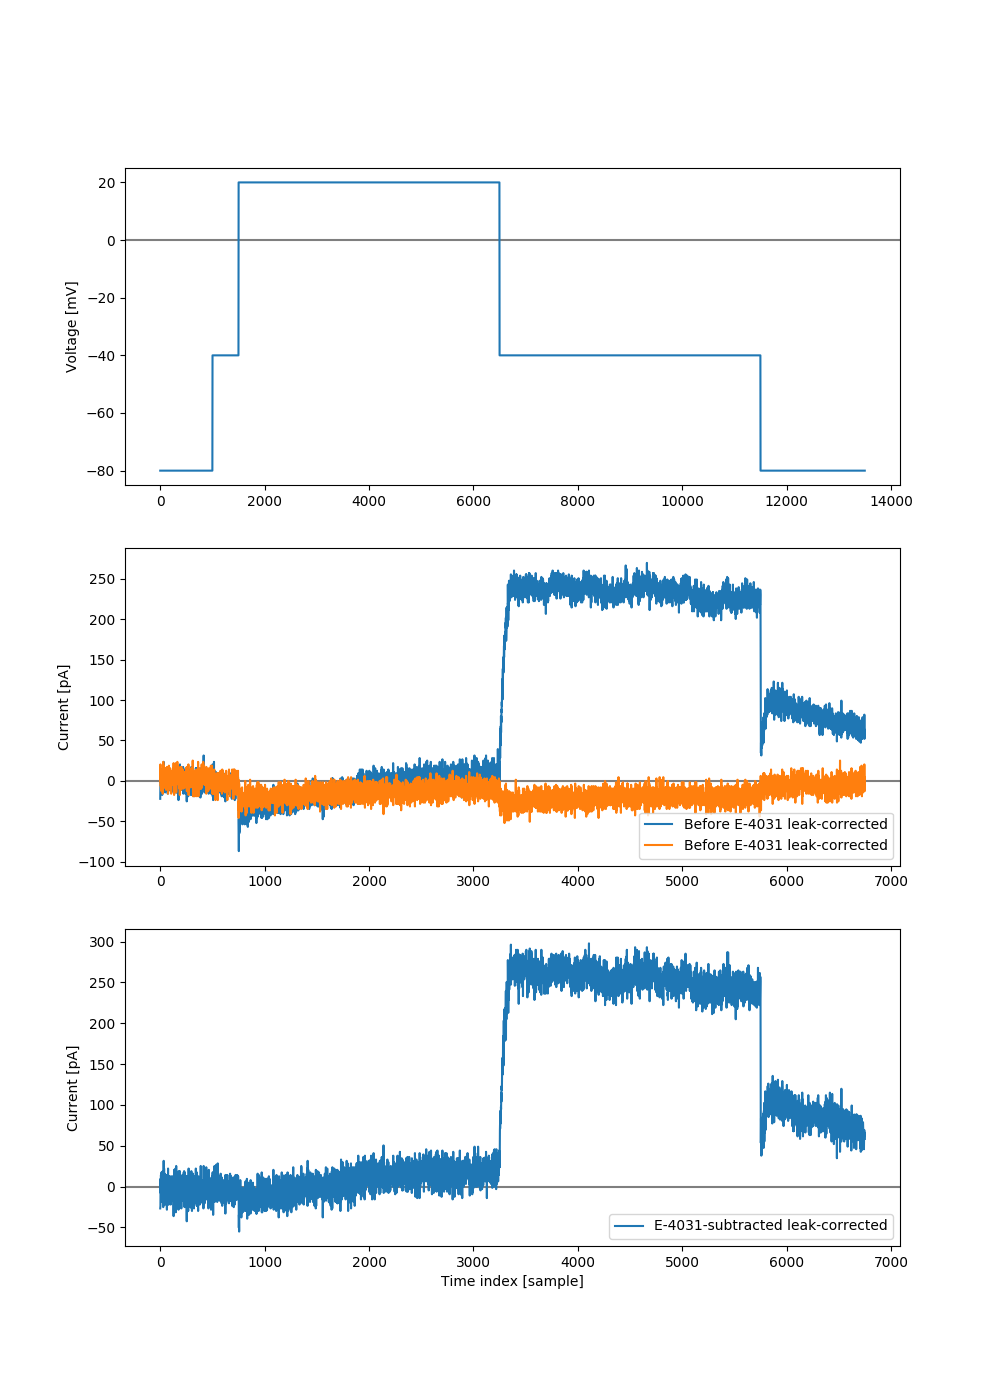 20
0
−20
−40
−60
−80
Voltage [mV]
0 2000 4000 6000 8000 10000 12000 14000
250
200
150
100
50
0
−50
−100
Current [pA]
Before E-4031 leak-corrected
Before E-4031 leak-corrected
0 1000 2000 3000 4000 5000 6000 7000
300
250
200
150
100
50
0
−50
Current [pA]
E-4031-subtracted leak-corrected
0 1000 2000 3000 4000 5000 6000 7000
Time index [sample]